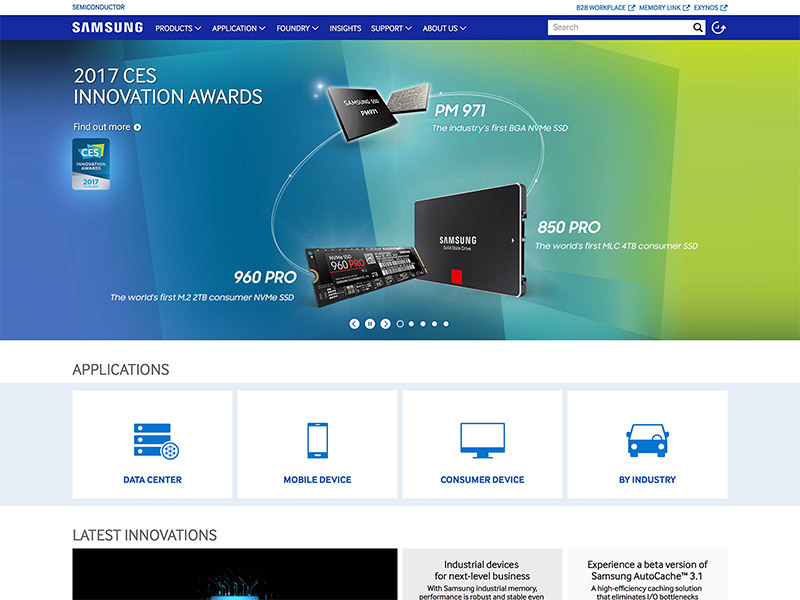 SEMICONDUCTOR
B2B WORKPLACE MEMORY LINK EXYNOS
SAMSUNG PRODUCTS APPLICATION FOUNDRY INSIGHTS SUPPORT ABOUT US Search
2017 CES
INNOVATION AWARDS
Find out more
CES
INNOVATION
AWARDS
2017
SAMSUNG SSD
PM971
PM 971
The industry's first BGA NVMe SSD
SAMSUNG
Solid State Drive
850 PRO
The world's first MLC 4TB consumer SSD
NVMe SSD
960 PRO
960 PRO
The world's first M.2 2TB consumer NVMe SSD
APPLICATIONS
DATA CENTER
MOBILE DEVICE
CONSUMER DEVICE
BY INDUSTRY
LATEST INNOVATIONS
Industrial devices
for next-level business
With Samsung industrial memory,
performance is robust and stable even
Experience a beta version of
Samsung AutoCache™ 3.1
A high-efficiency caching solution
that eliminates I/O bottlenecks